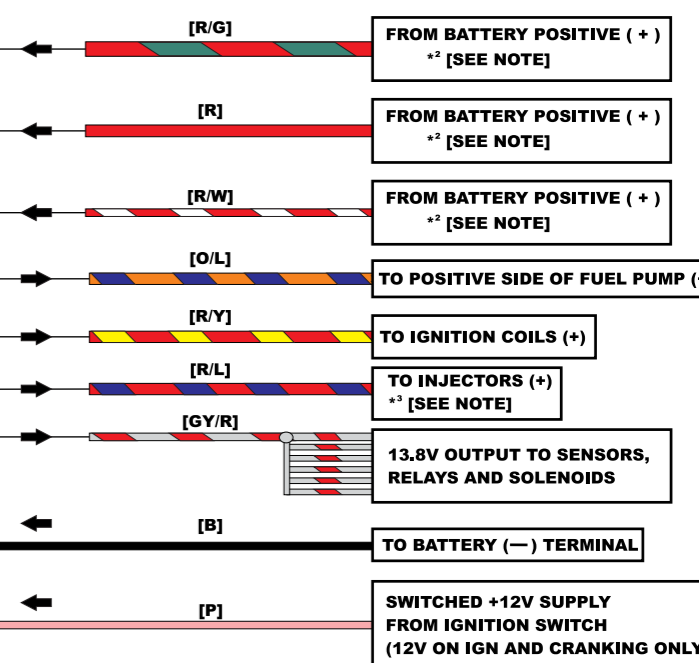 [R/G]
FROM BATTERY POSITIVE ( + )
*² [SEE NOTE]
[R]
FROM BATTERY POSITIVE ( + )
*² [SEE NOTE]
[R/W]
FROM BATTERY POSITIVE ( + )
*² [SEE NOTE]
[O/L]
TO POSITIVE SIDE OF FUEL PUMP (
[R/Y]
TO IGNITION COILS (+)
[R/L]
TO INJECTORS (+)
*³ [SEE NOTE]
[GY/R]
13.8V OUTPUT TO SENSORS,
RELAYS AND SOLENOIDS
[B]
TO BATTERY (—) TERMINAL
[P]
SWITCHED +12V SUPPLY
FROM IGNITION SWITCH
(12V ON IGN AND CRANKING ONLY